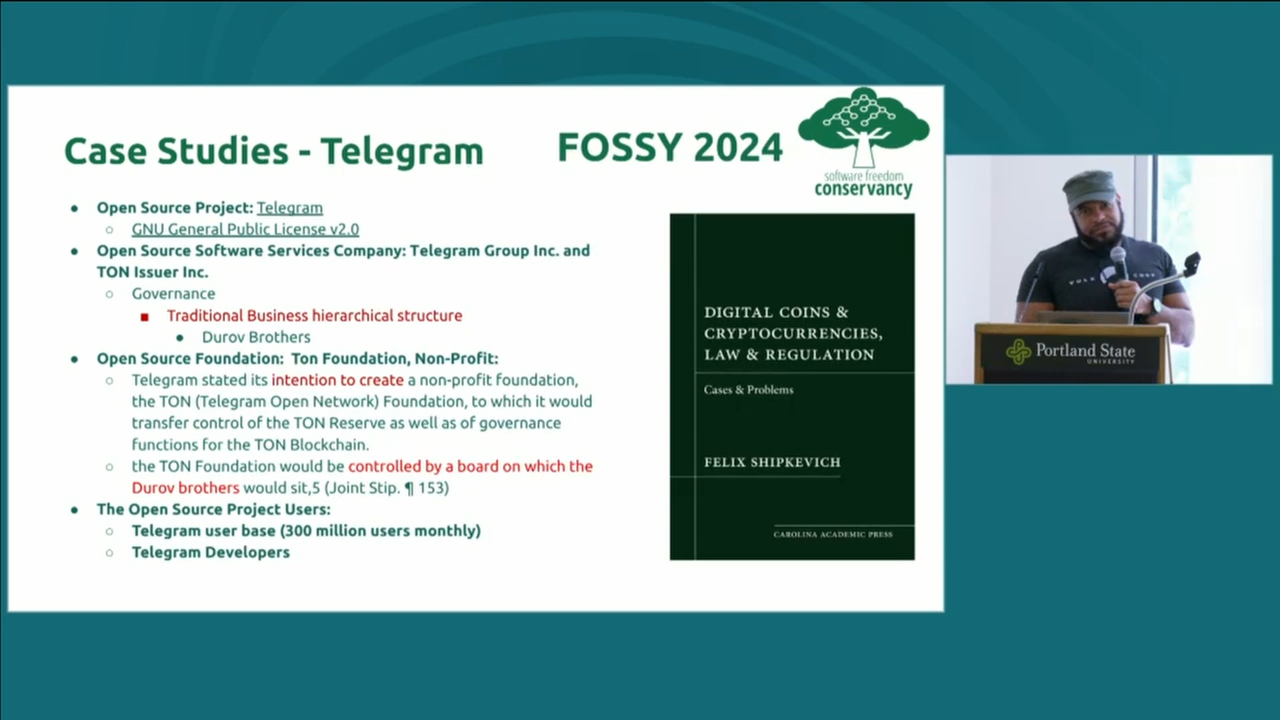 Case Studies - Telegram
FOSSY 2024
software freedom
conservancy
● Open Source Project: Telegram
○ GNU General Public License v2.0
● Open Source Software Services Company: Telegram Group Inc. and
TON Issuer Inc.
○ Governance
■ Traditional Business hierarchical structure
● Durov Brothers
● Open Source Foundation: Ton Foundation, Non-Profit:
○ Telegram stated its intention to create a non-profit foundation,
the TON (Telegram Open Network) Foundation, to which it would
transfer control of the TON Reserve as well as of governance
functions for the TON Blockchain.
○ the TON Foundation would be controlled by a board on which the
Durov brothers would sit,5 (Joint Stip. ¶ 153)
● The Open Source Project Users:
○ Telegram user base (300 million users monthly)
○ Telegram Developers
DIGITAL COINS &
CRYPTOCURRENCIES,
LAW & REGULATION
Cases & Problems
FELIX SHIPKEVICH
CAROLINA ACADEMIC PRESS
Portland State
UNIVERSITY